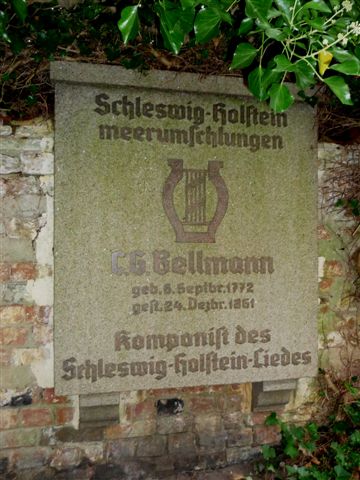 Schleswig-Holstein
meerumschlungen
C.G. Bellmann
geb. 6. Septbr. 1772
gest. 24. Dezbr. 1861
Komponist des
Schleswig-Holstein-Liedes